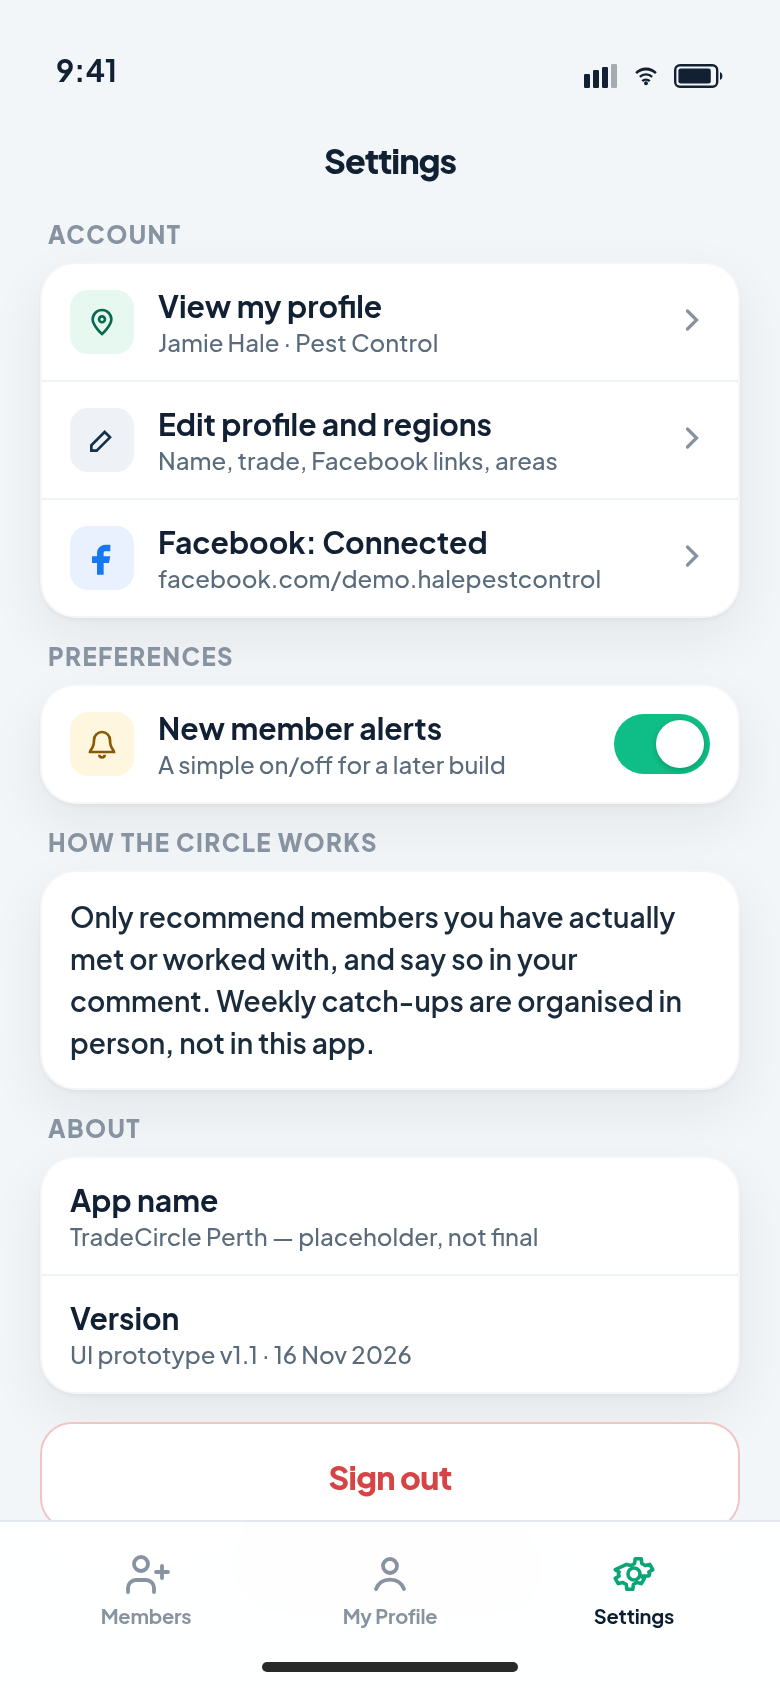 9:41
Settings
ACCOUNT
View my profile
Jamie Hale · Pest Control
Edit profile and regions
Name, trade, Facebook links, areas
Facebook: Connected
facebook.com/demo.halepestcontrol
PREFERENCES
New member alerts
A simple on/off for a later build
HOW THE CIRCLE WORKS
Only recommend members you have actually
met or worked with, and say so in your
comment. Weekly catch-ups are organised in
person, not in this app.
ABOUT
App name
TradeCircle Perth — placeholder, not final
Version
UI prototype v1.1 · 16 Nov 2026
Sign out
Members
My Profile
Settings